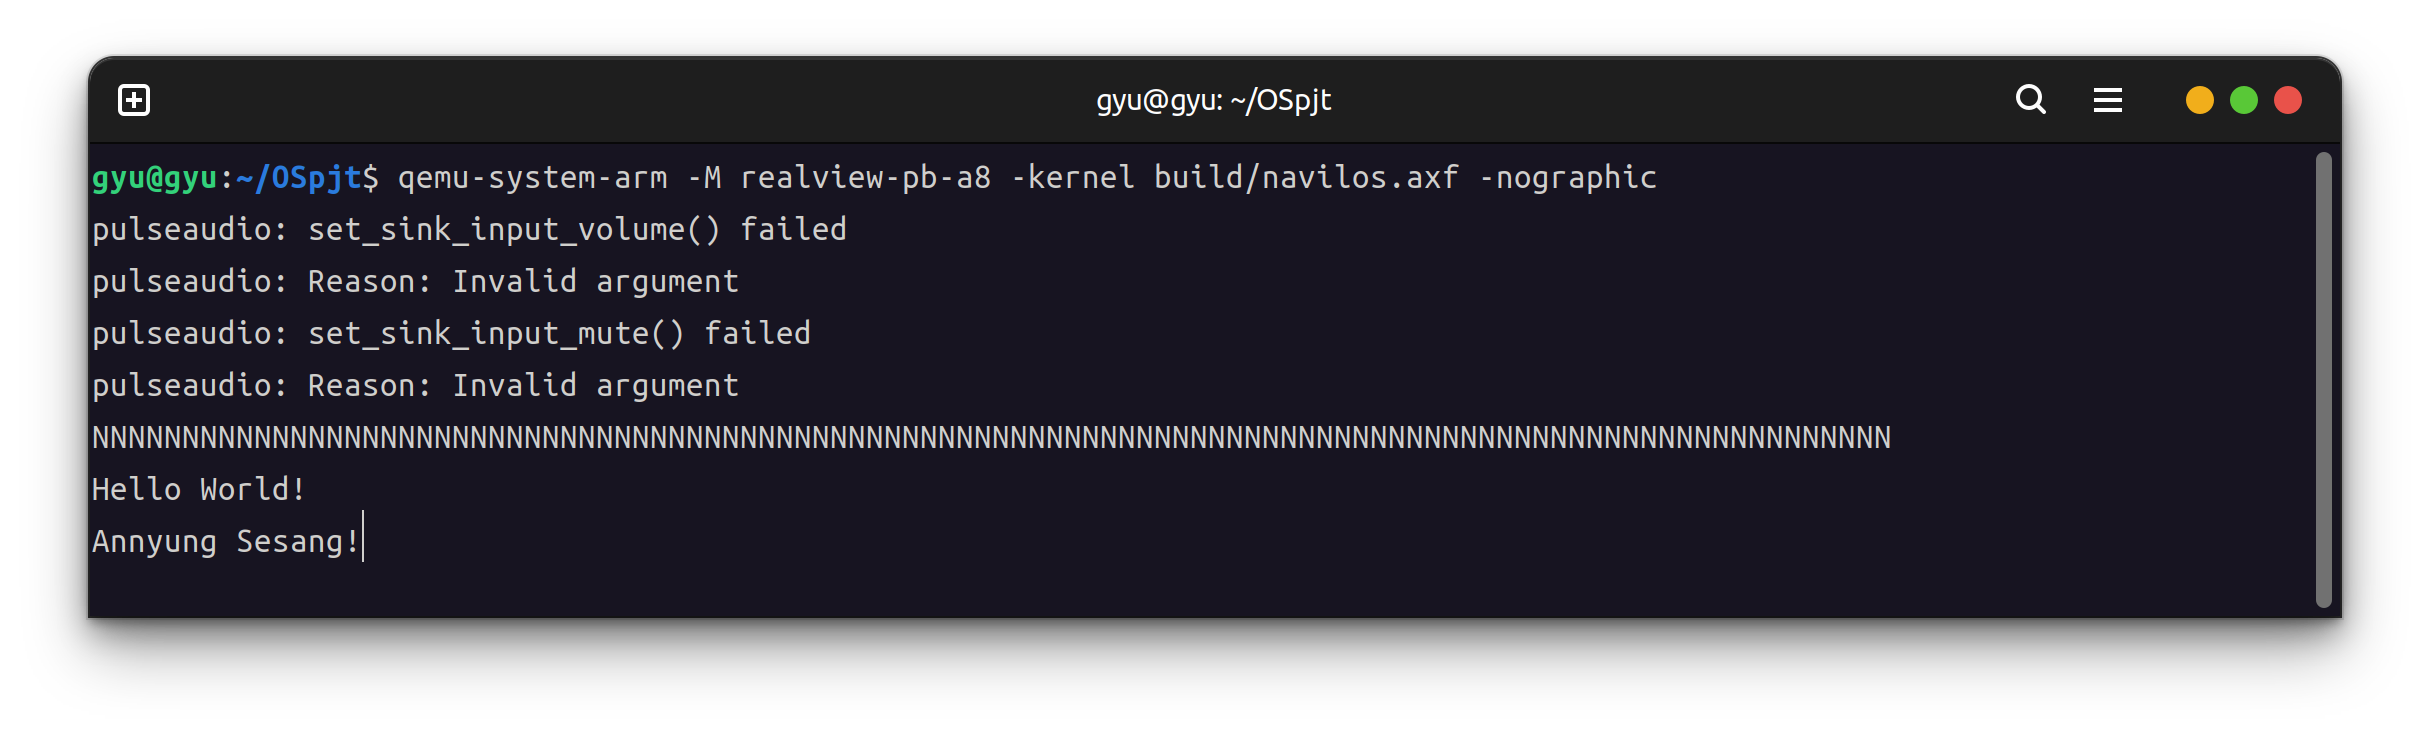 gyu@gyu: ~/OSpjt
gyu@gyu:~/OSpjt$ qemu-system-arm -M realview-pb-a8 -kernel build/navilos.axf -nographic
pulseaudio: set_sink_input_volume() failed
pulseaudio: Reason: Invalid argument
pulseaudio: set_sink_input_mute() failed
pulseaudio: Reason: Invalid argument
NNNNNNNNNNNNNNNNNNNNNNNNNNNNNNNNNNNNNNNNNNNNNNNNNNNNNNNNNNNNNNNNNNNNNNNNNNNNNNNNNNNNNNNNNNNNNNNNNNNN
Hello World!
Annyung Sesang!